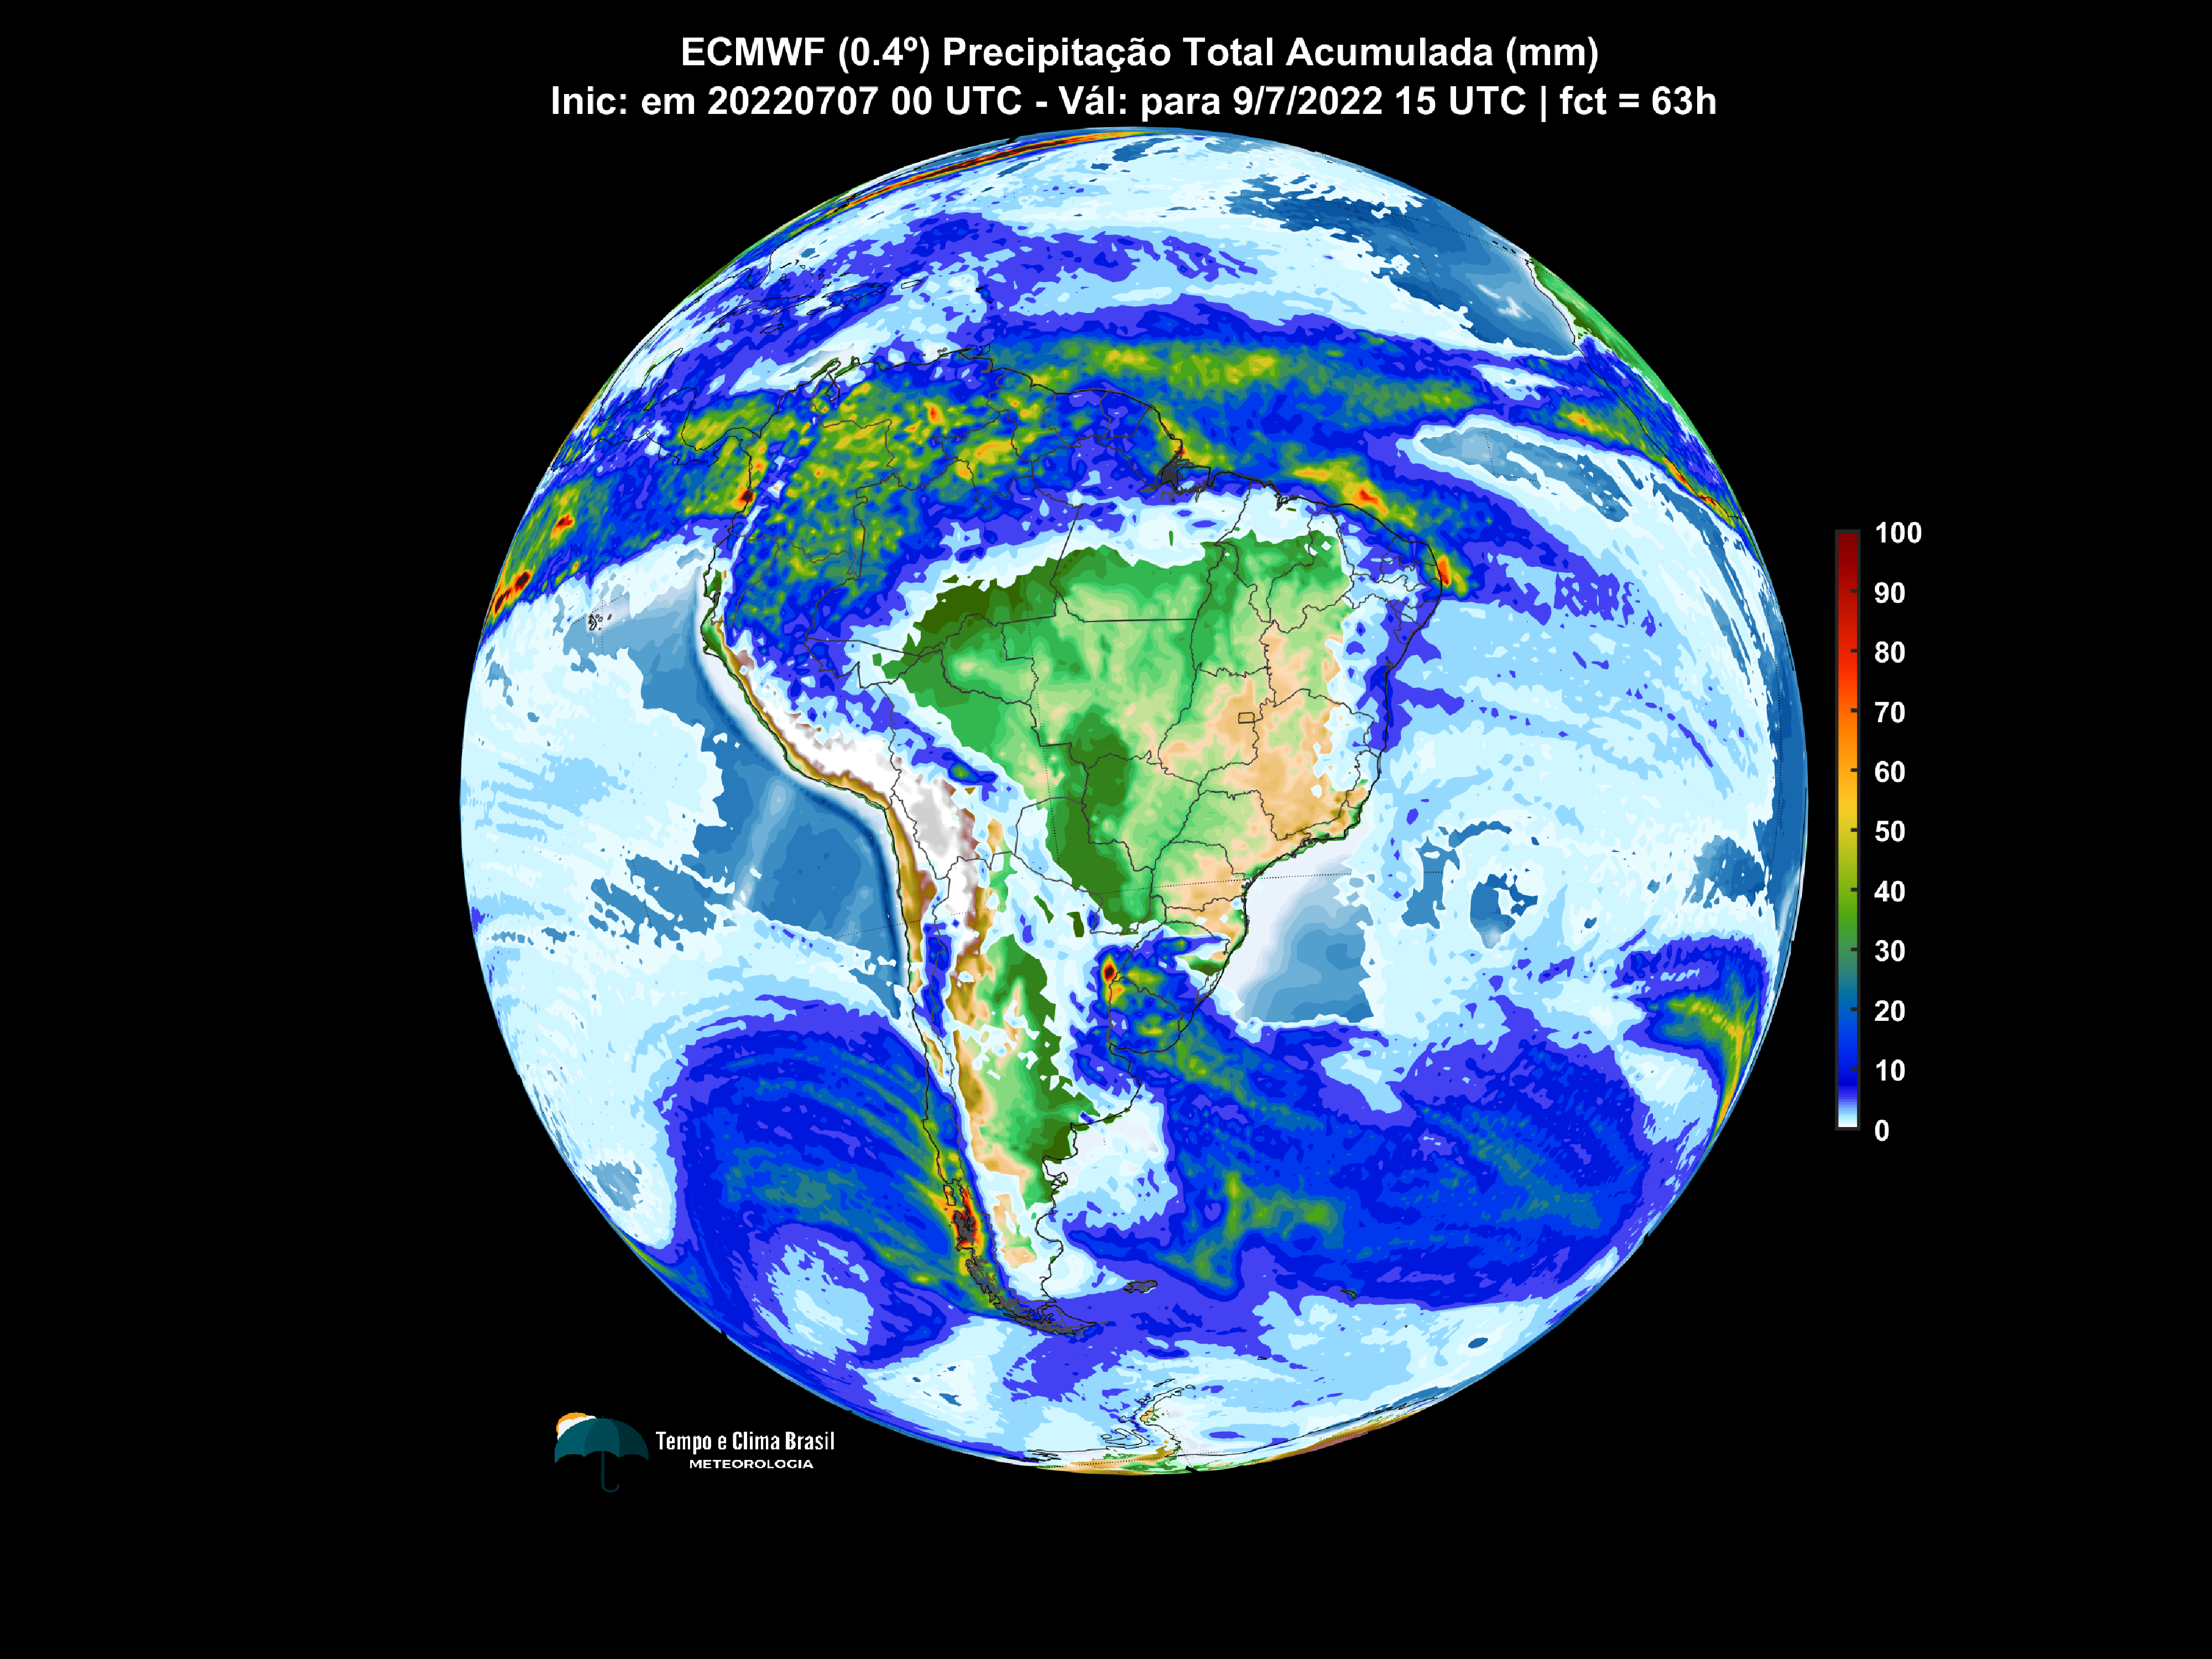 ECMWF (0.4º) Precipitação Total Acumulada (mm)
Inic: em 20220707 00 UTC - Vál: para 9/7/2022 15 UTC | fct = 63h
100
90
80
70
60
50
40
30
20
10
0
Tempo e Clima Brasil
METEOROLOGIA